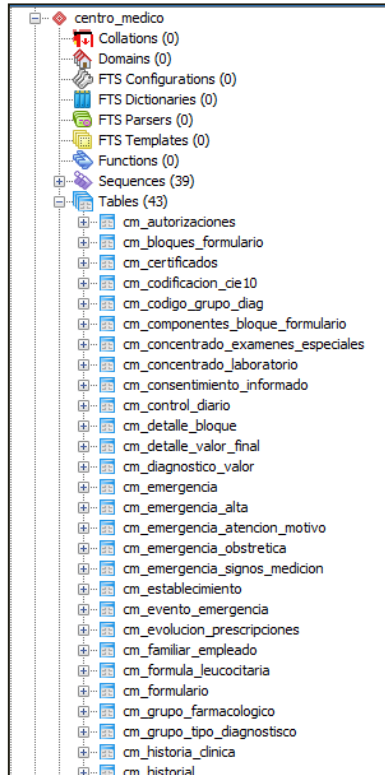 centro_medico
Collations (0)
Domains (0)
FTS Configurations (0)
FTS Dictionaries (0)
FTS Parsers (0)
FTS Templates (0)
Functions (0)
Sequences (39)
Tables (43)
cm_autorizaciones
cm_bloques_formulario
cm_certificados
cm_codificacion_cie10
cm_codigo_grupo_diag
cm_componentes_bloque_formulario
cm_concentrado_examenes_especiales
cm_concentrado_laboratorio
cm_consentimiento_informado
cm_control_diario
cm_detalle_bloque
cm_detalle_valor_final
cm_diagnostico_valor
cm_emergencia
cm_emergencia_alta
cm_emergencia_atencion_motivo
cm_emergencia_obstretica
cm_emergencia_signos_medicion
cm_establecimiento
cm_evento_emergencia
cm_evolucion_prescripciones
cm_familiar_empleado
cm_formula_leucocitaria
cm_formulario
cm_grupo_farmacologico
cm_grupo_tipo_diagnostisco
cm_historia_clinica
cm_historial